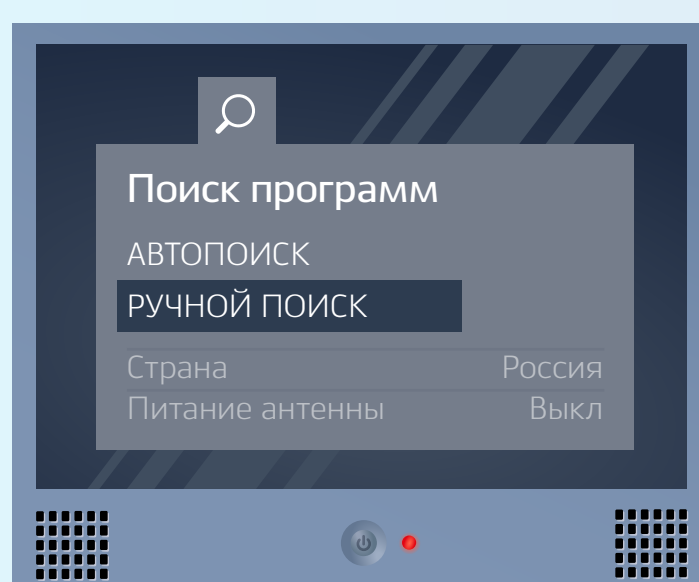 Поиск программ
АВТОПОИСК
РУЧНОЙ ПОИСК
Страна Россия
Питание антенны Выкл